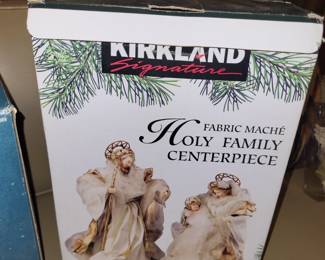 KIRKLAND
Signature
FABRIC MACHÉ
HOLY FAMILY
CENTERPIECE